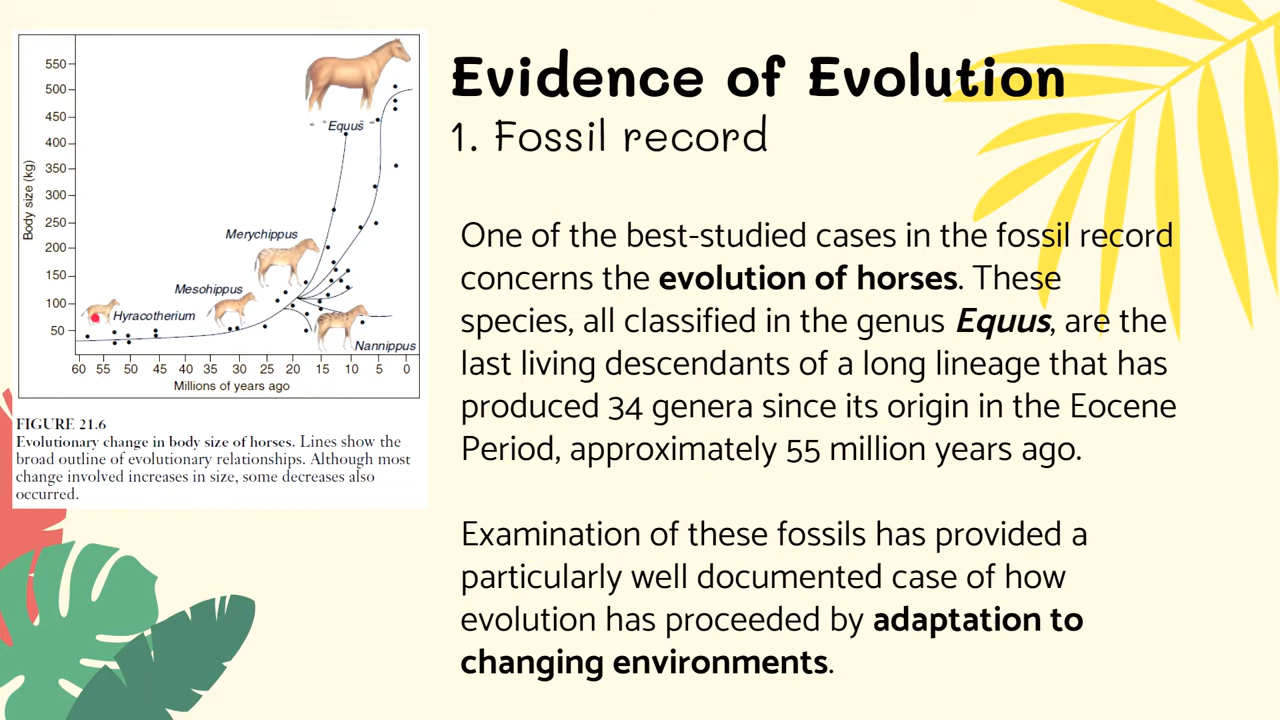 Evidence of Evolution
1. Fossil record
One of the best-studied cases in the fossil record
concerns the evolution of horses. These
species, all classified in the genus Equus, are the
last living descendants of a long lineage that has
produced 34 genera since its origin in the Eocene
Period, approximately 55 million years ago.
Examination of these fossils has provided a
particularly well documented case of how
evolution has proceeded by adaptation to
changing environments.
Body size (kg)
550
500
450
400
350
300
250
200
150
100
50
Equus
Merychippus
Mesohippus
Hyracotherium
Nannippus
60 55 50 45 40 35 30 25 20 15 10 5 0
Millions of years ago
FIGURE 21.6
Evolutionary change in body size of horses. Lines show the
broad outline of evolutionary relationships. Although most
change involved increases in size, some decreases also
occurred.